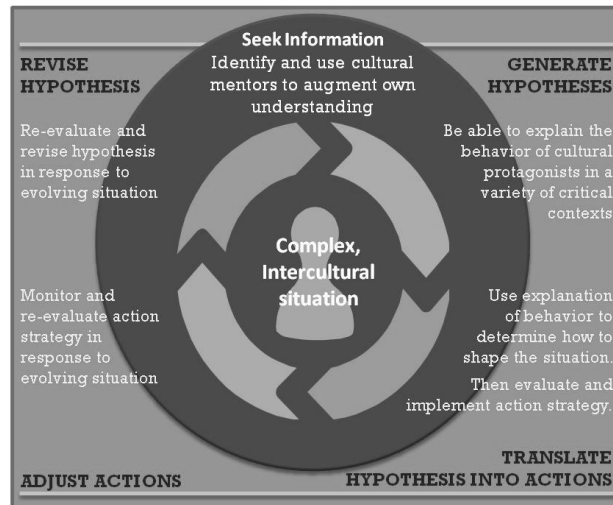 Seek Information
Identify and use cultural
mentors to augment own
understanding
REVISE
HYPOTHESIS
Re-evaluate and
revise hypothesis
in response to
evolving situation
GENERATE
HYPOTHESES
Be able to explain the
behavior of cultural
protagonists in a
variety of critical
contexts
Complex,
Intercultural
situation
Monitor and
re-evaluate action
strategy in
response to
evolving situation
Use explanation
of behavior to
determine how to
shape the situation.
Then evaluate and
implement action strategy.
ADJUST ACTIONS
TRANSLATE
HYPOTHESIS INTO ACTIONS